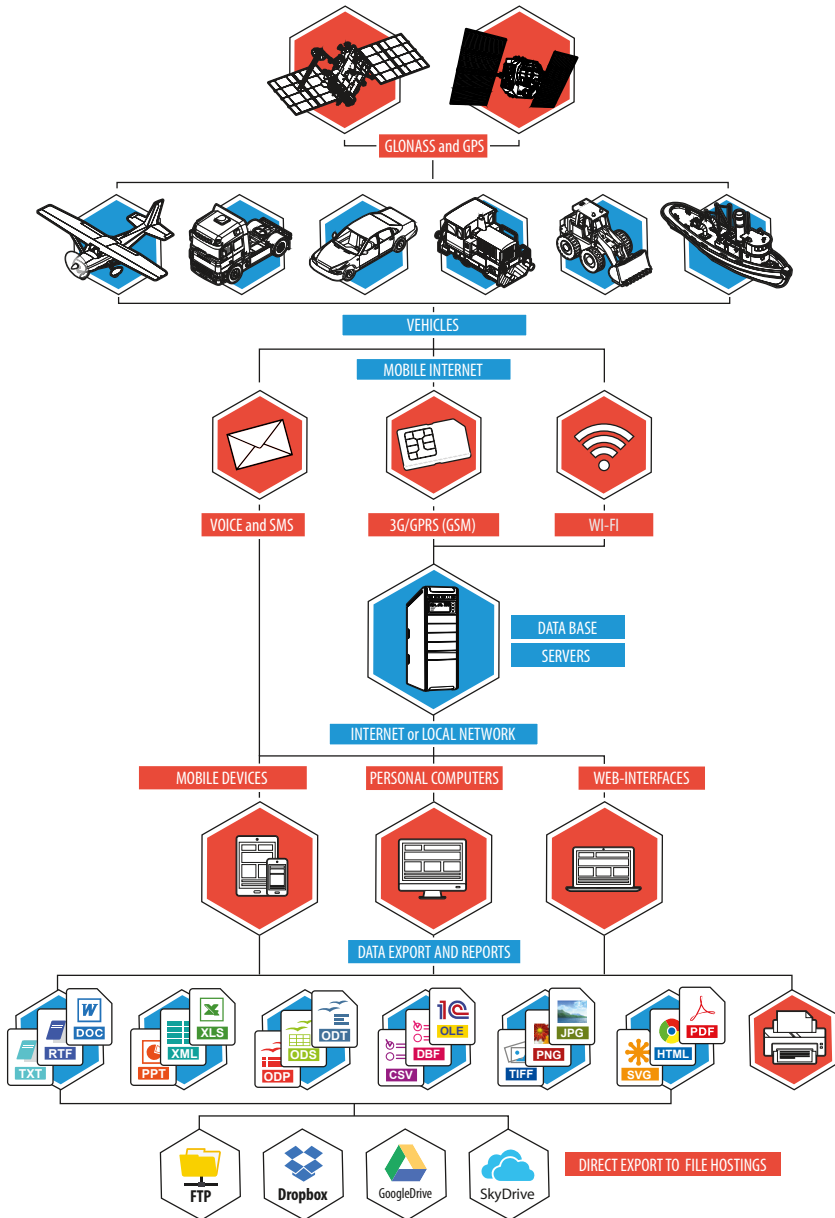 GLONASS and GPS
VEHICLES
MOBILE INTERNET
VOICE and SMS
3G/GPRS (GSM)
WI-FI
DATA BASE
SERVERS
INTERNET or LOCAL NETWORK
MOBILE DEVICES
PERSONAL COMPUTERS
WEB-INTERFACES
DATA EXPORT AND REPORTS
W
DOC
RTF
TXT
X
XLS
XML
PPT
ODT
ODS
ODP
1C
OLE
DBF
CSV
JPG
PNG
TIFF
PDF
HTML
SVG
FTP
Dropbox
GoogleDrive
SkyDrive
DIRECT EXPORT TO FILE HOSTINGS